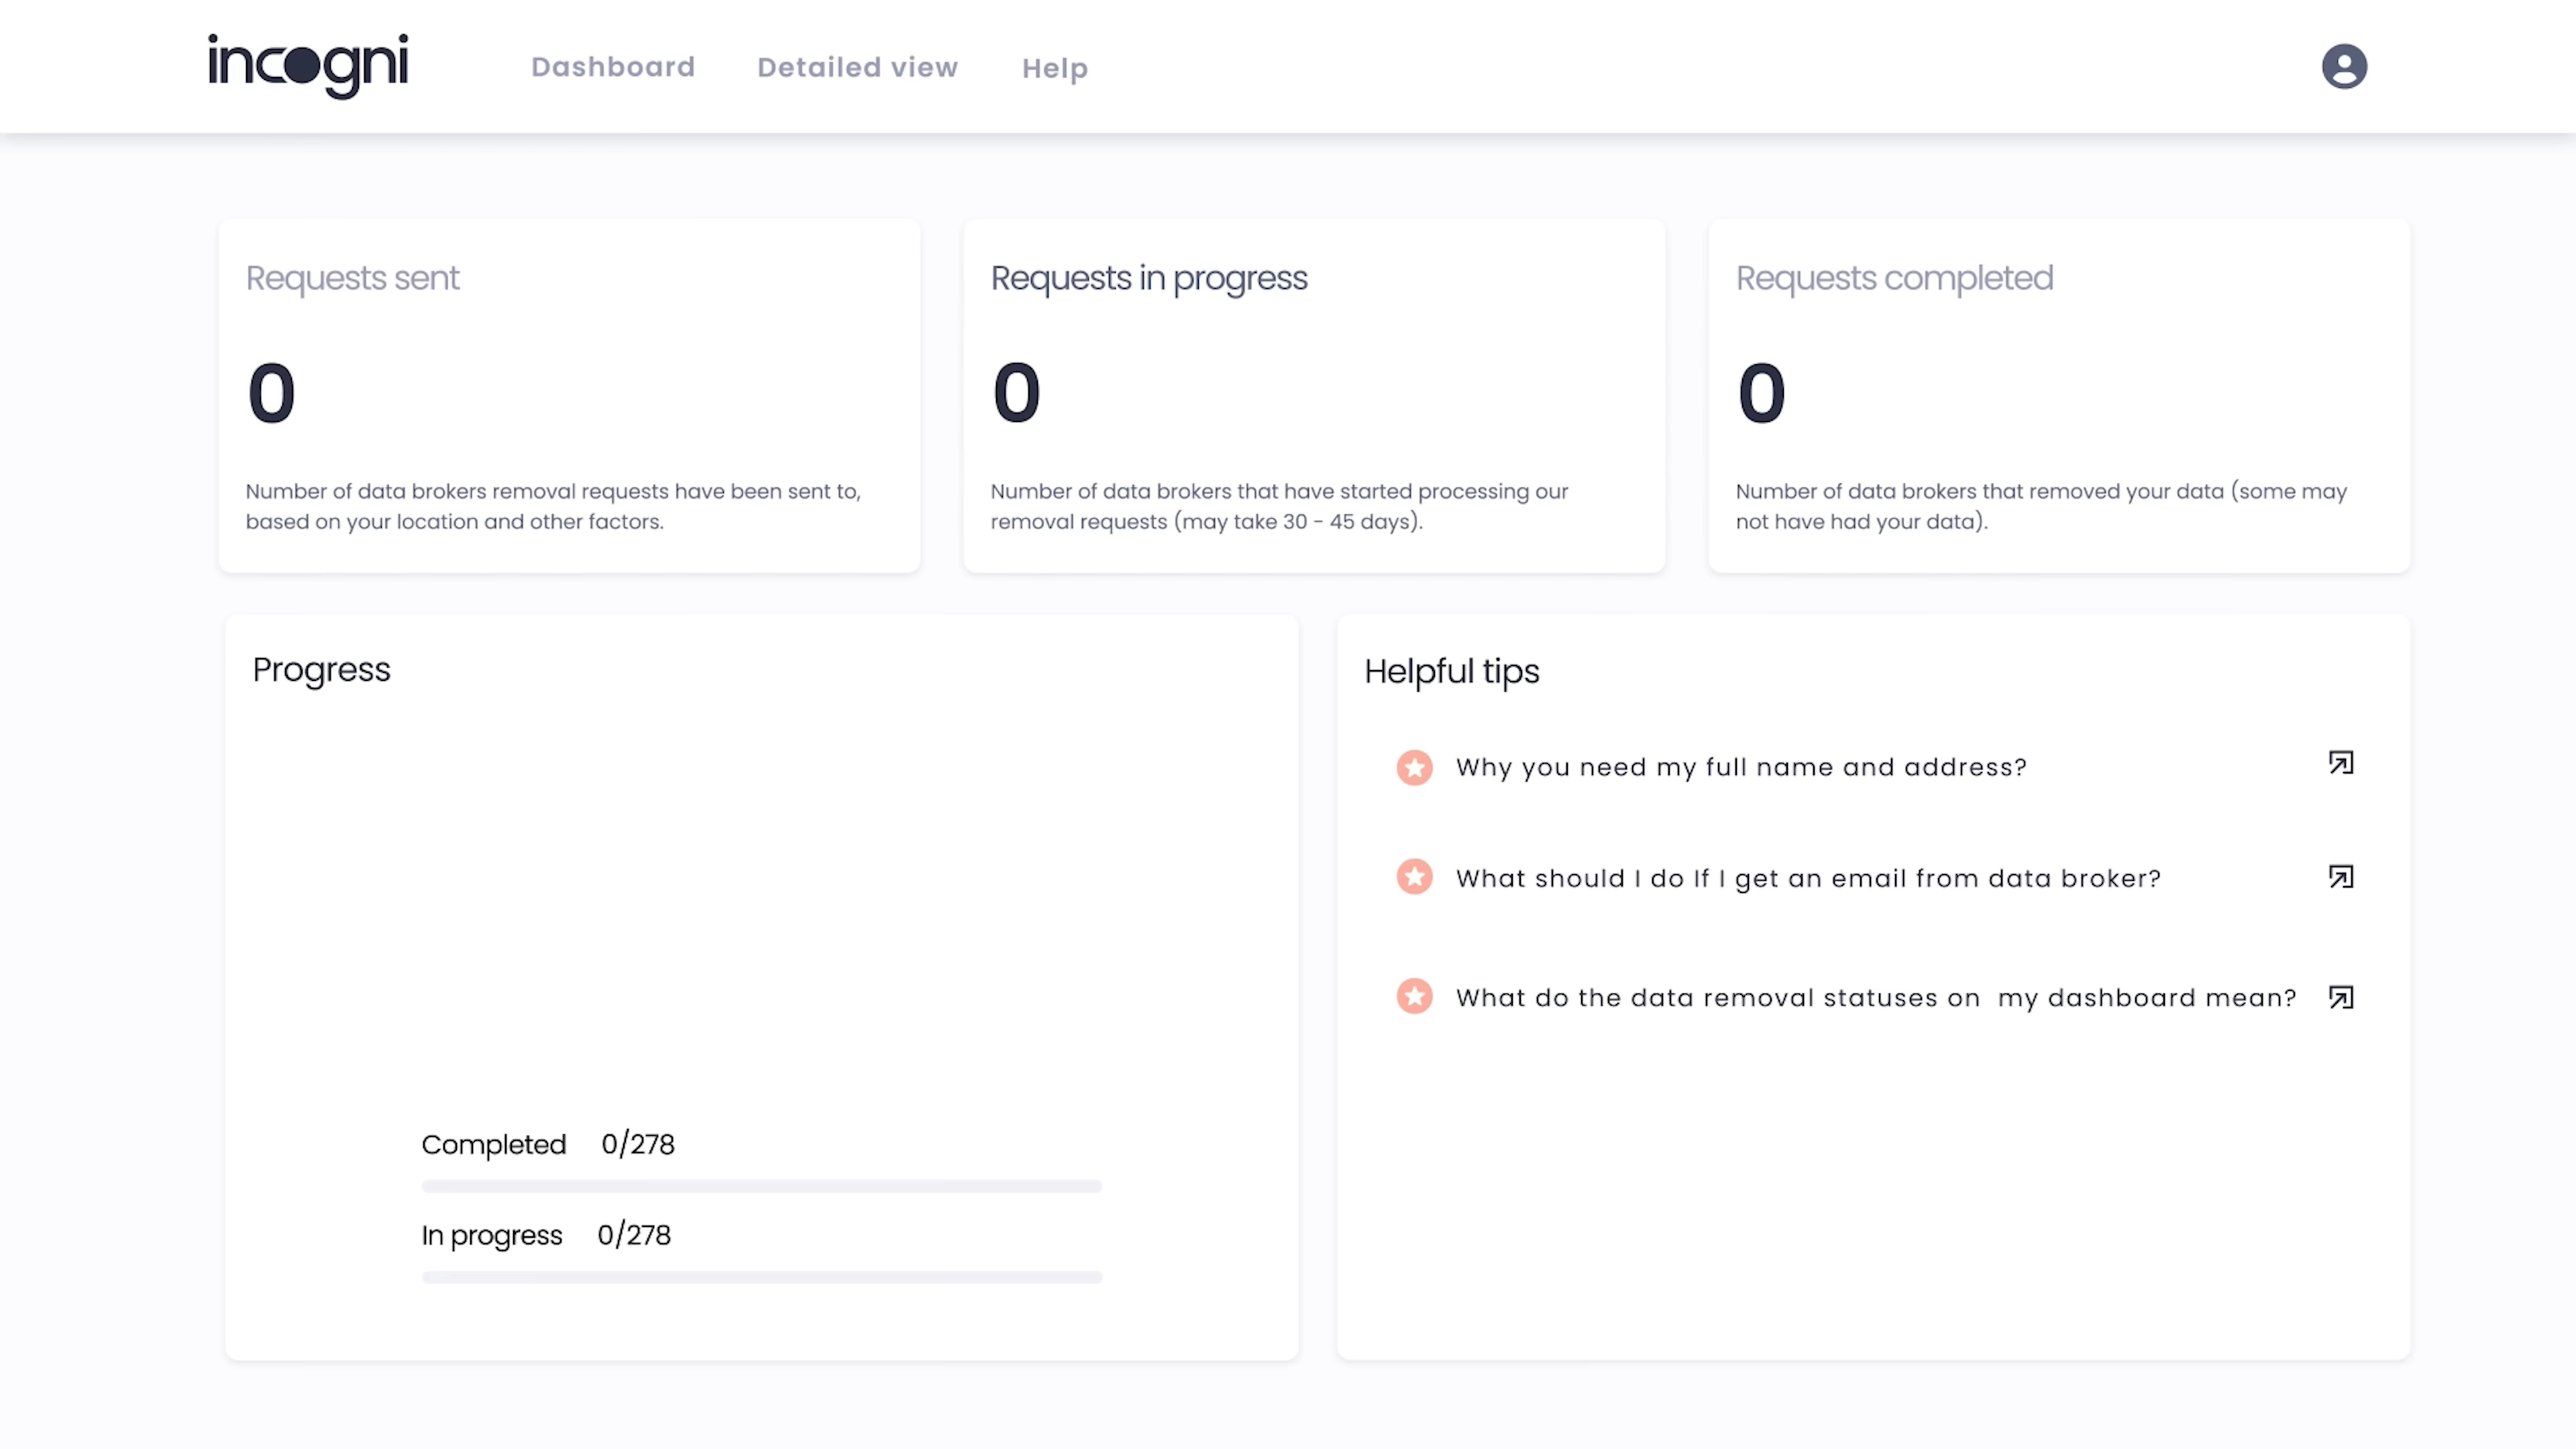 incogni
Dashboard
Detailed view
Help
Requests sent
0
Number of data brokers removal requests have been sent to,
based on your location and other factors.
Requests in progress
0
Number of data brokers that have started processing our
removal requests (may take 30 - 45 days).
Requests completed
0
Number of data brokers that removed your data (some may
not have had your data).
Progress
Completed 0/278
In progress 0/278
Helpful tips
Why you need my full name and address?
What should I do If I get an email from data broker?
What do the data removal statuses on my dashboard mean?